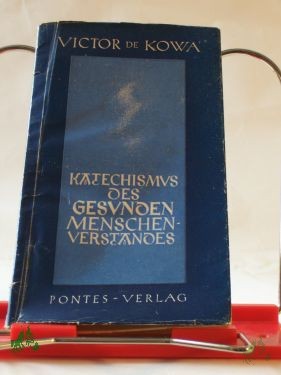 VICTOR DE KOWA
KATECHISMVS
DES
GESVNDEN
MENSCHEN-
VERSTANDES
PONTES-VERLAG